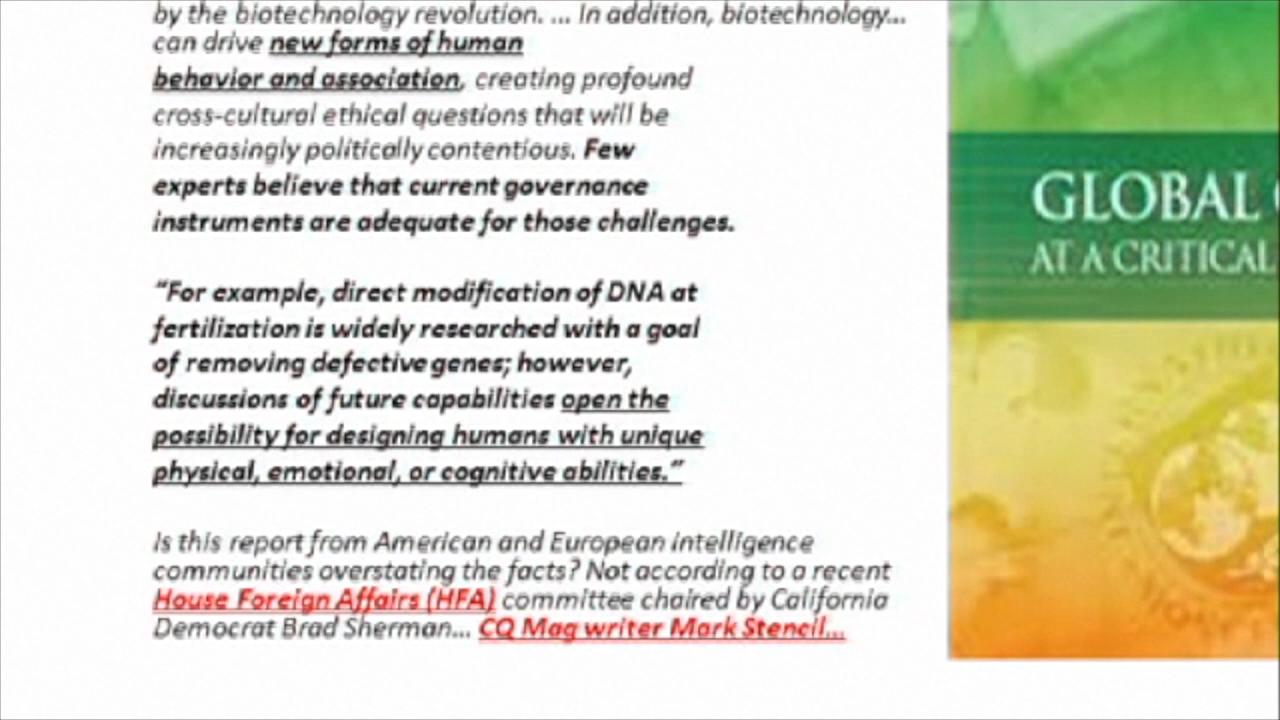 by the biotechnology revolution. ... In addition, biotechnology...
can drive new forms of human
behavior and association, creating profound
cross-cultural ethical questions that will be
increasingly politically contentious. Few
experts believe that current governance
instruments are adequate for those challenges.
“For example, direct modification of DNA at
fertilization is widely researched with a goal
of removing defective genes; however,
discussions of future capabilities open the
possibility for designing humans with unique
physical, emotional, or cognitive abilities.”
Is this report from American and European intelligence
communities overstating the facts? Not according to a recent
House Foreign Affairs (HFA) committee chaired by California
Democrat Brad Sherman... CQ Mag writer Mark Stencil...
GLOBAL
AT A CRITICAL